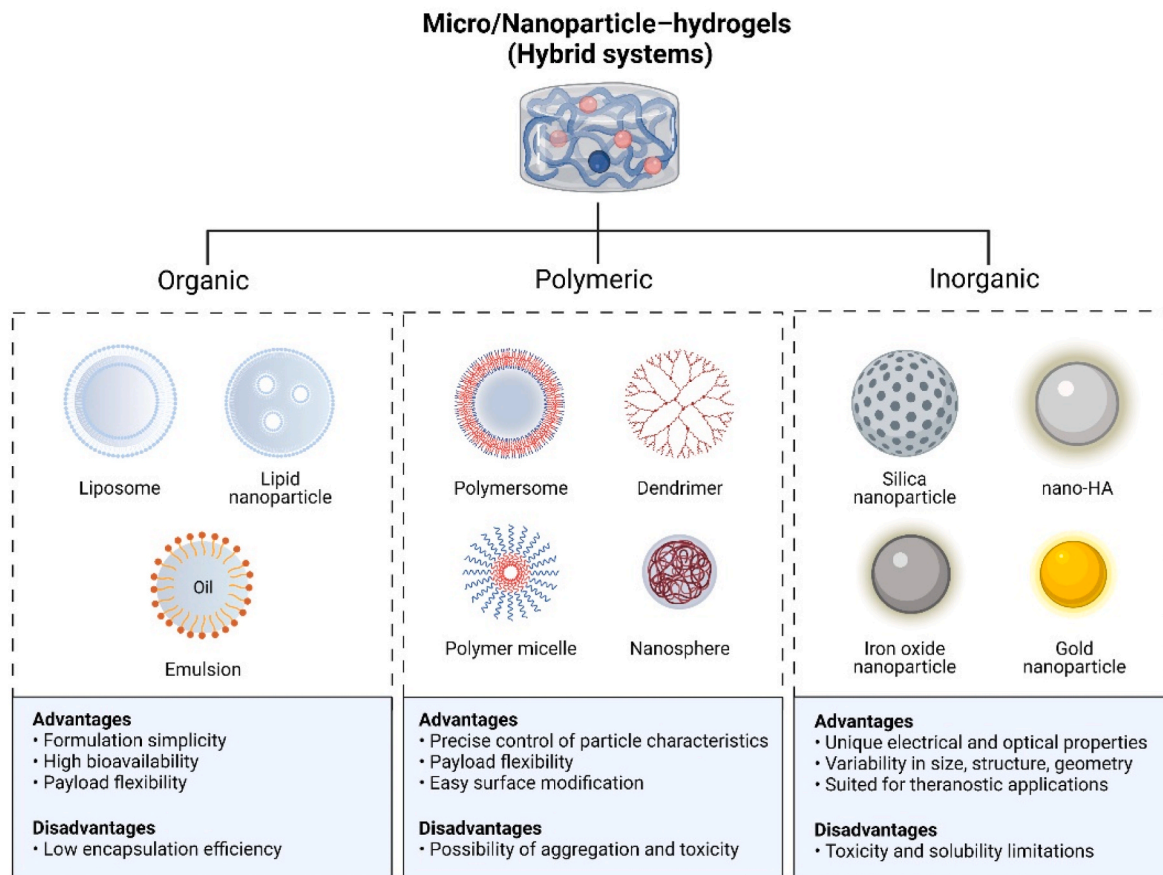 Micro/Nanoparticle–hydrogels
(Hybrid systems)
Organic
Polymeric
Inorganic
Liposome
Lipid
nanoparticle
Oil
Emulsion
Polymersome
Dendrimer
Polymer micelle
Nanosphere
Silica
nanoparticle
nano-HA
Iron oxide
nanoparticle
Gold
nanoparticle
Advantages
• Formulation simplicity
• High bioavailability
• Payload flexibility
Disadvantages
• Low encapsulation efficiency
Advantages
• Precise control of particle characteristics
• Payload flexibility
• Easy surface modification
Disadvantages
• Possibility of aggregation and toxicity
Advantages
• Unique electrical and optical properties
• Variability in size, structure, geometry
• Suited for theranostic applications
Disadvantages
• Toxicity and solubility limitations